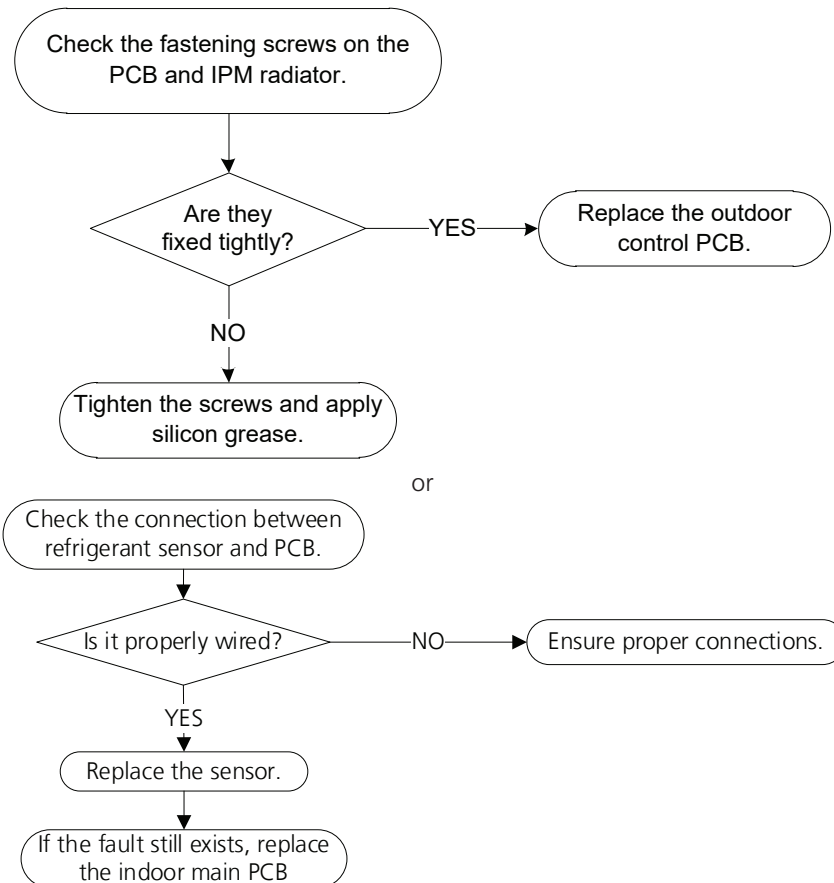 Check the fastening screws on the
PCB and IPM radiator.
Are they
fixed tightly?
YES
Replace the outdoor
control PCB.
NO
Tighten the screws and apply
silicon grease.
or
Check the connection between
refrigerant sensor and PCB.
Is it properly wired?
NO
Ensure proper connections.
YES
Replace the sensor.
If the fault still exists, replace
the indoor main PCB